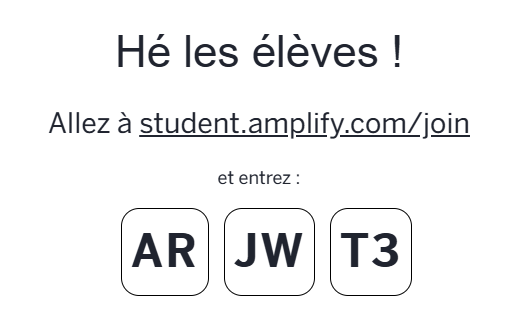 Hé les élèves !
Allez à student.amplify.com/join
et entrez :
AR JW T3